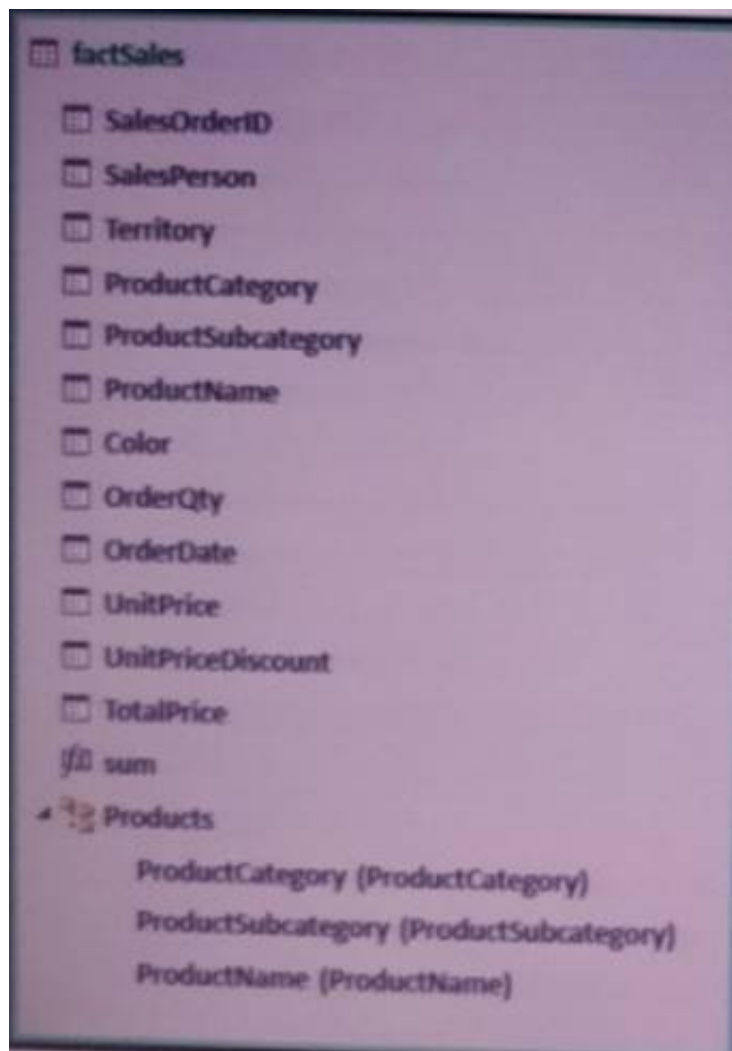 factSales
SalesOrderID
SalesPerson
Territory
ProductCategory
ProductSubcategory
ProductName
Color
OrderQty
OrderDate
UnitPrice
UnitPriceDiscount
TotalPrice
sum
Products
ProductCategory (ProductCategory)
ProductSubcategory (ProductSubcategory)
ProductName (ProductName)